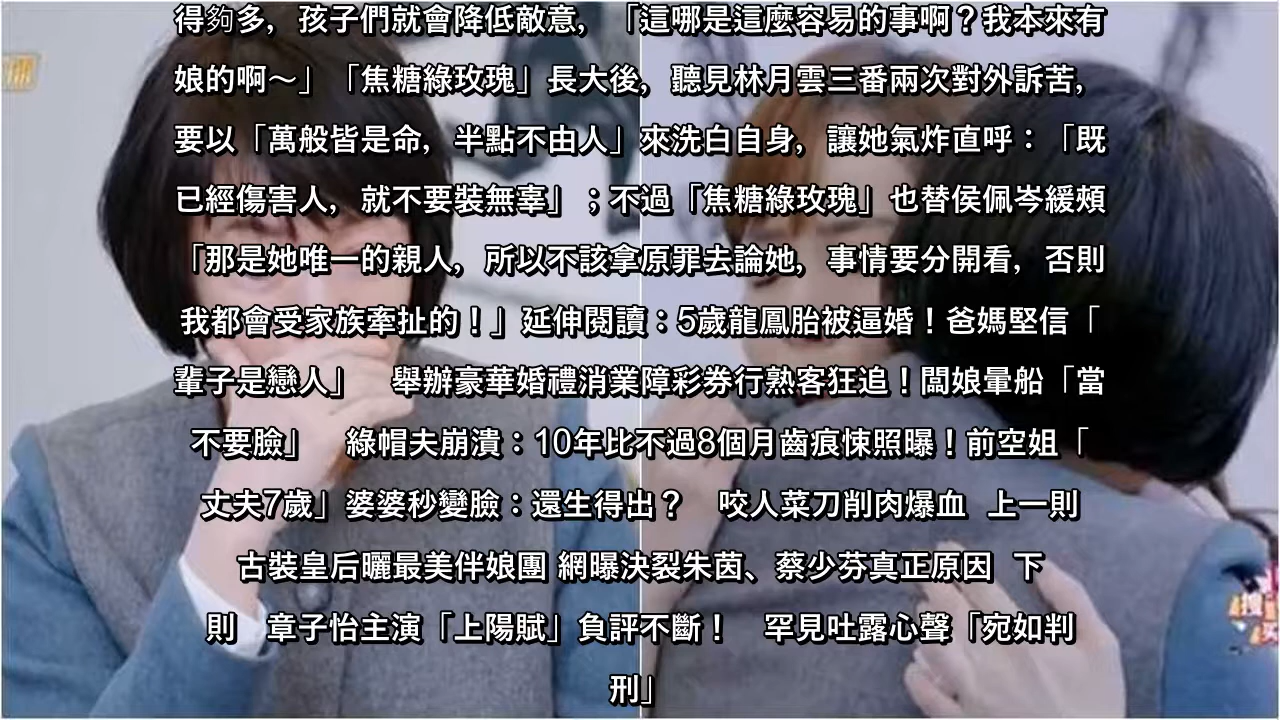 得夠多，孩子們就會降低敵意，「這哪是這麼容易的事啊？我本來有
娘的啊～」「焦糖綠玫瑰」長大後，聽見林月雲三番兩次對外訴苦，
要以「萬般皆是命，半點不由人」來洗白自身，讓她氣炸直呼：「既
已經傷害人，就不要裝無辜」；不過「焦糖綠玫瑰」也替侯佩岑緩頰
「那是她唯一的親人，所以不該拿原罪去論她，事情要分開看，否則
我都會受家族牽扯的！」延伸閱讀：5歲龍鳳胎被逼婚！爸媽堅信「
輩子是戀人」　舉辦豪華婚禮消業障彩券行熟客狂追！闆娘暈船「當
不要臉」　綠帽夫崩潰：10年比不過8個月齒痕悚照曝！前空姐「
丈夫7歲」婆婆秒變臉：還生得出？　咬人菜刀削肉爆血 上一則
古裝皇后曬最美伴娘團 網曝決裂朱茵、蔡少芬真正原因 下
則　章子怡主演「上陽賦」負評不斷！　罕見吐露心聲「宛如判
刑」